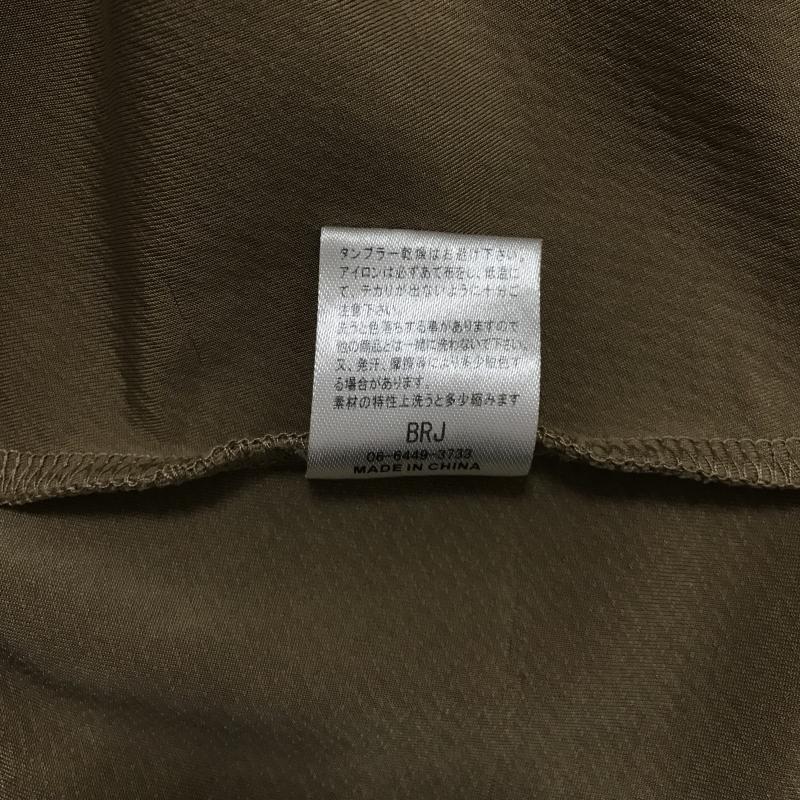 タンブラー乾燥はお避け下さい。
アイロンは必ずあて布をし、低温に
て、テカリが出ないように十分ご
注意下さい。
洗うと色落ちする事がありますので
他の商品とは一緒に洗わないで下さい。
又、発汗、摩擦等により多少脱色す
る場合があります。
素材の特性上洗うと多少縮みます
BRJ
06-6449-3733
MADE IN CHINA